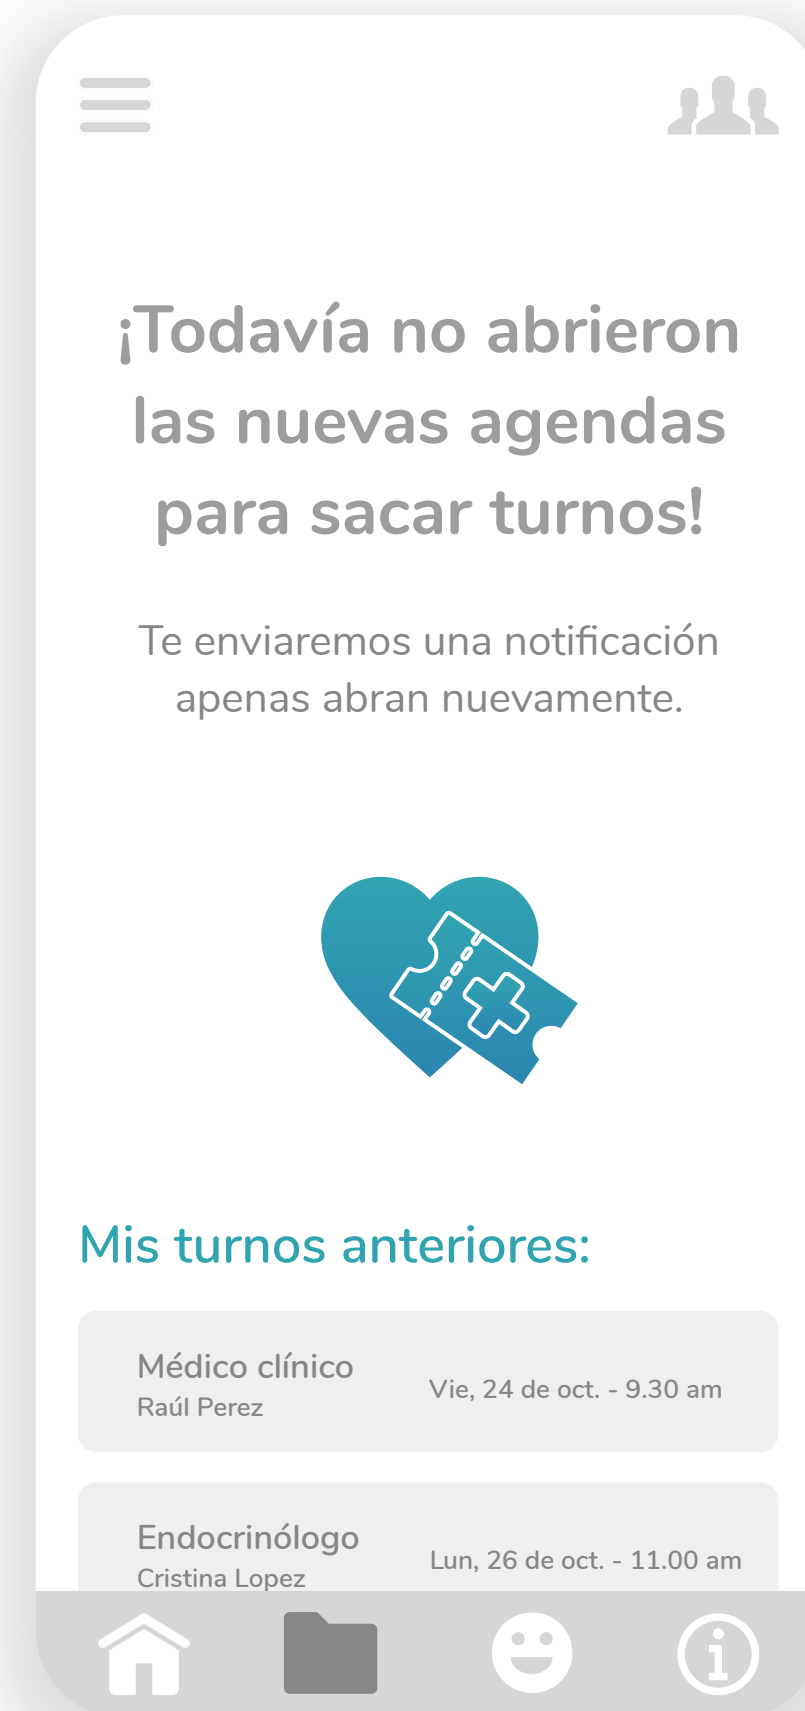 ¡Todavía no abrieron
las nuevas agendas
para sacar turnos!
Te enviaremos una notificación
apenas abran nuevamente.
Mis turnos anteriores:
Médico clínico
Raúl Perez
Vie, 24 de oct. - 9.30 am
Endocrinólogo
Cristina Lopez
Lun, 26 de oct. - 11.00 am